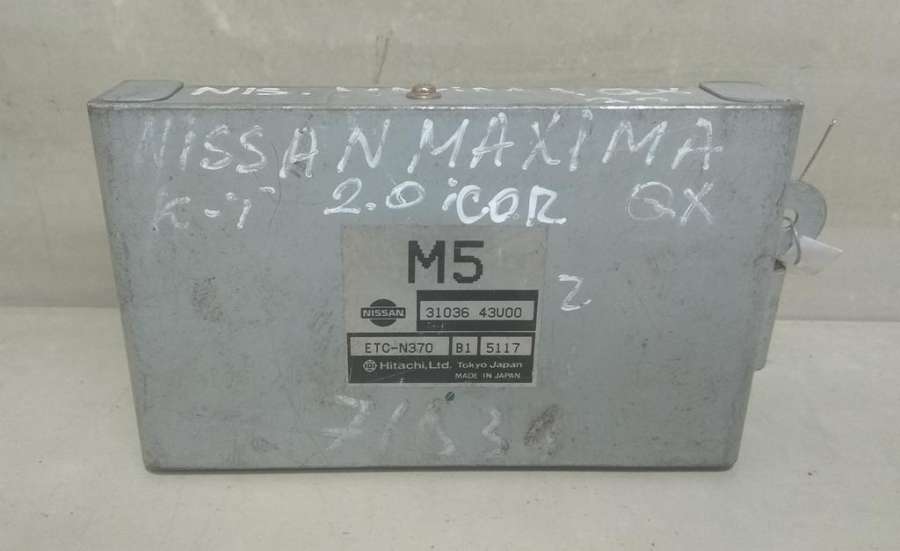 NISSAN MAXIMA
K-T 2.0 i COR QX
M5
2
NISSAN
31036 43U00
ETC-N370 B1 5117
Hitachi, Ltd. Tokyo Japan
MADE IN JAPAN